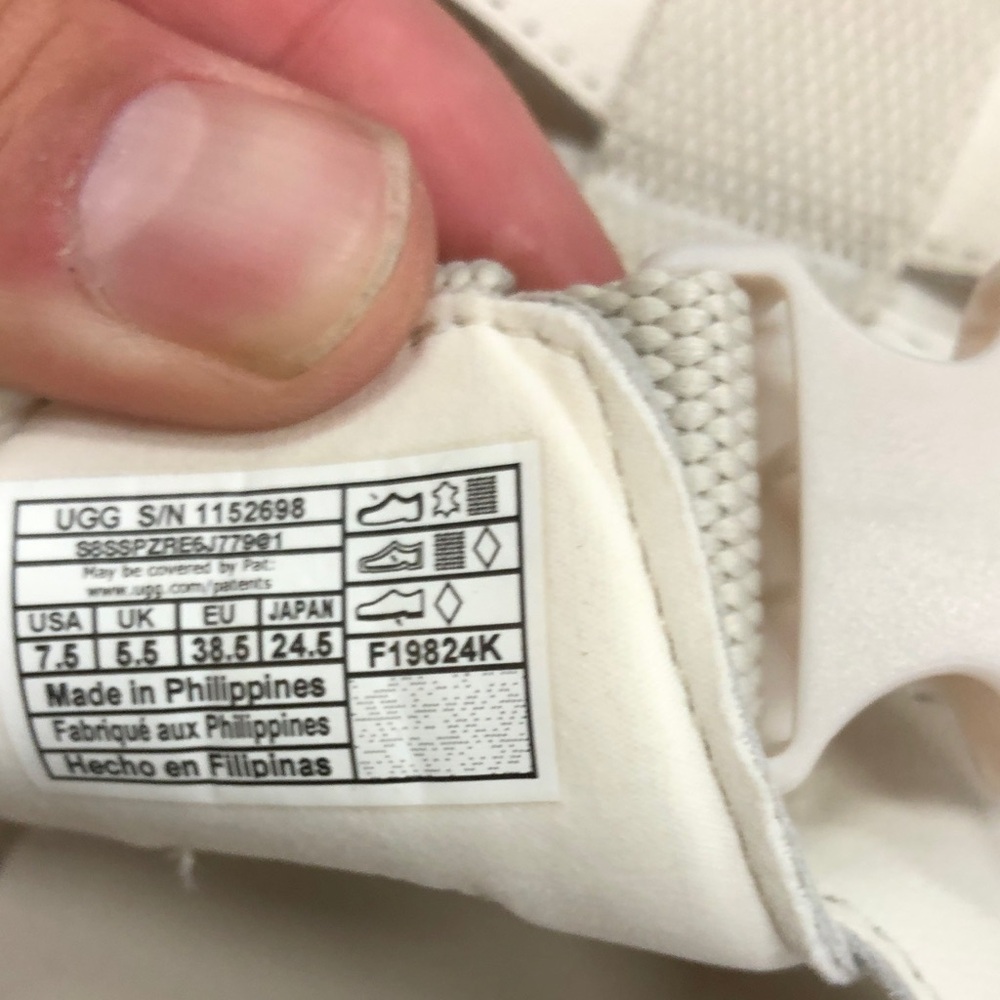 UGG S/N 1152698
S8SSPZRE6J779@1
May be covered by Pat:
www.ugg.com/patents
USA UK EU JAPAN
7.5 5.5 38.5 24.5
Made in Philippines
Fabriqué aux Philippines
Hecho en Filipinas
F19824K